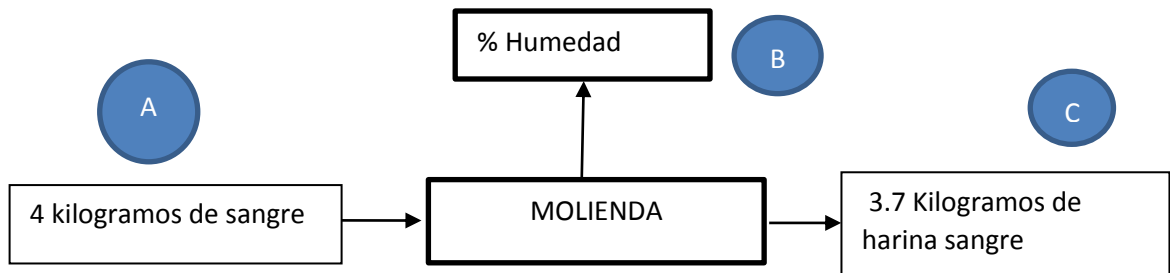 % Humedad
B
A
C
4 kilogramos de sangre
MOLIENDA
3.7 Kilogramos de
harina sangre